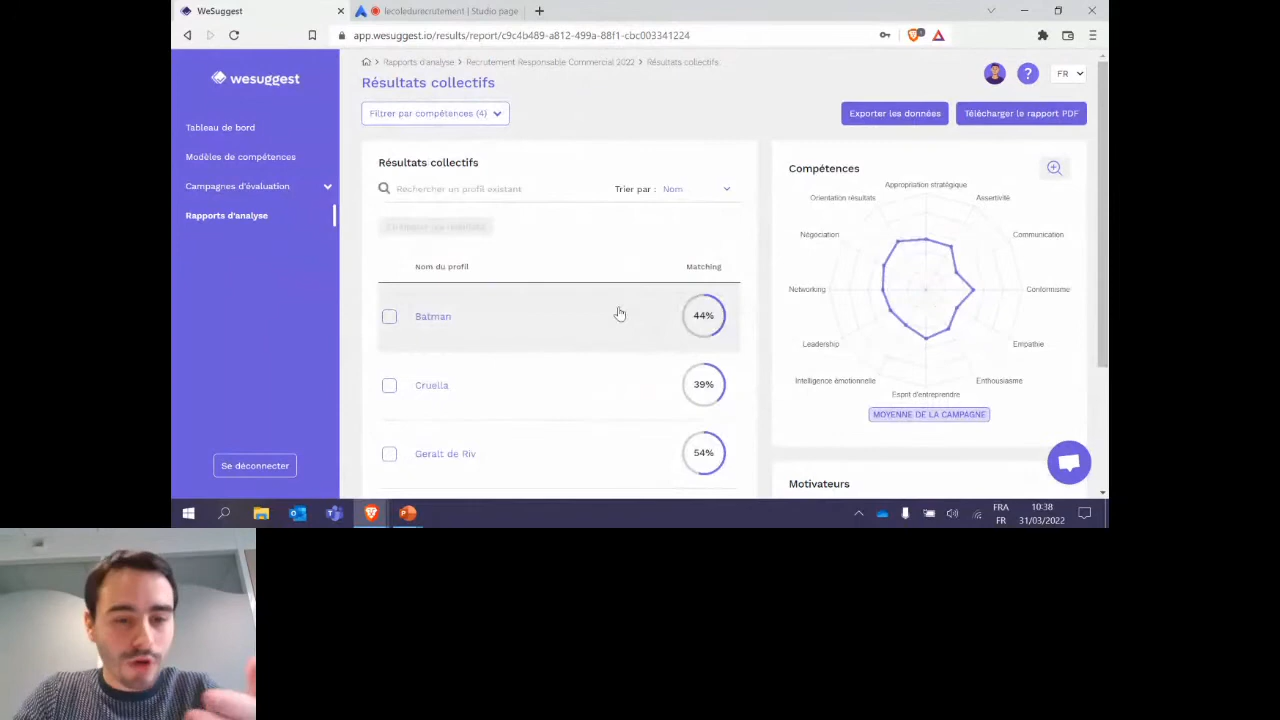 WeSuggest
lecoledurecrutement | Studio page
app.wesuggest.io/results/report/c9c4b489-a812-499a-88f1-cbc003341224
wesuggest
Tableau de bord
Modèles de compétences
Campagnes d'évaluation
Rapports d'analyse
Se déconnecter
Rapports d'analyse > Recrutement Responsable Commercial 2022 > Résultats collectifs
FR
Résultats collectifs
Filtrer par compétences (4)
Exporter les données
Télécharger le rapport PDF
Résultats collectifs
Rechercher un profil existant
Trier par : Nom
Nom du profil
Matching
Batman
44%
Cruella
39%
Geralt de Riv
54%
Compétences
Appropriation stratégique
Orientation résultats
Assertivité
Négociation
Communication
Networking
Conformisme
Leadership
Empathie
Intelligence émotionnelle
Enthousiasme
Esprit d'entreprendre
MOYENNE DE LA CAMPAGNE
Motivateurs
FRA
FR
10:38
31/03/2022